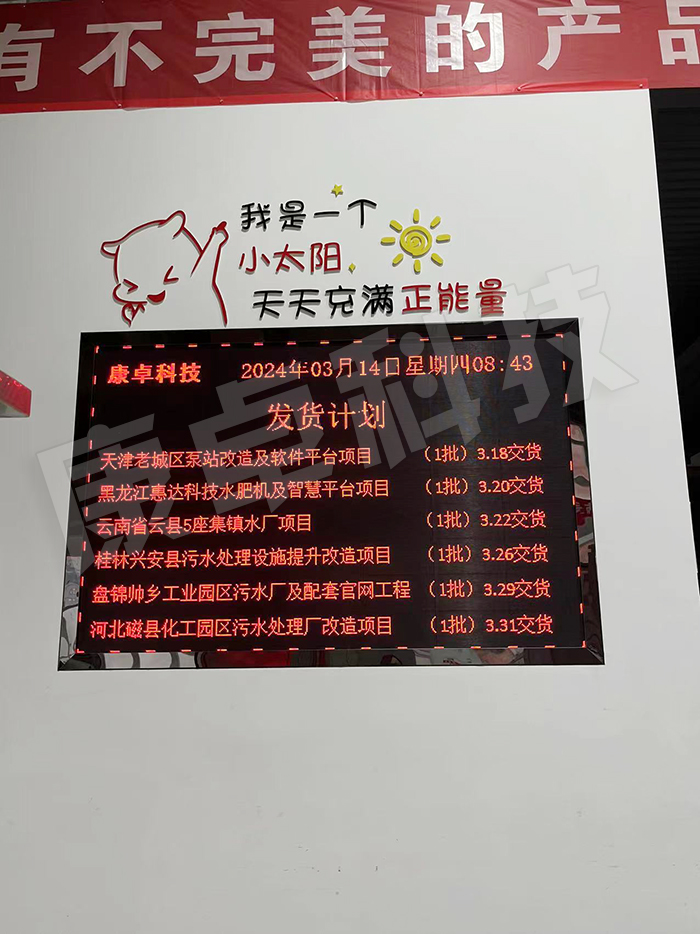 有不完美的产品
我是一个
小太阳,
天天充满正能量
康卓科技 2024年03月14日星期四08:43
发货计划
天津老城区泵站改造及软件平台项目 （1批）3.18交货
黑龙江惠达科技水肥机及智慧平台项目 （1批）3.20交货
云南省云县5座集镇水厂项目 （1批）3.22交货
桂林兴安县污水处理设施提升改造项目 （1批）3.26交货
盘锦帅乡工业园区污水厂及配套官网工程 （1批）3.29交货
河北磁县化工园区污水处理厂改造项目 （1批）3.31交货
康卓科技